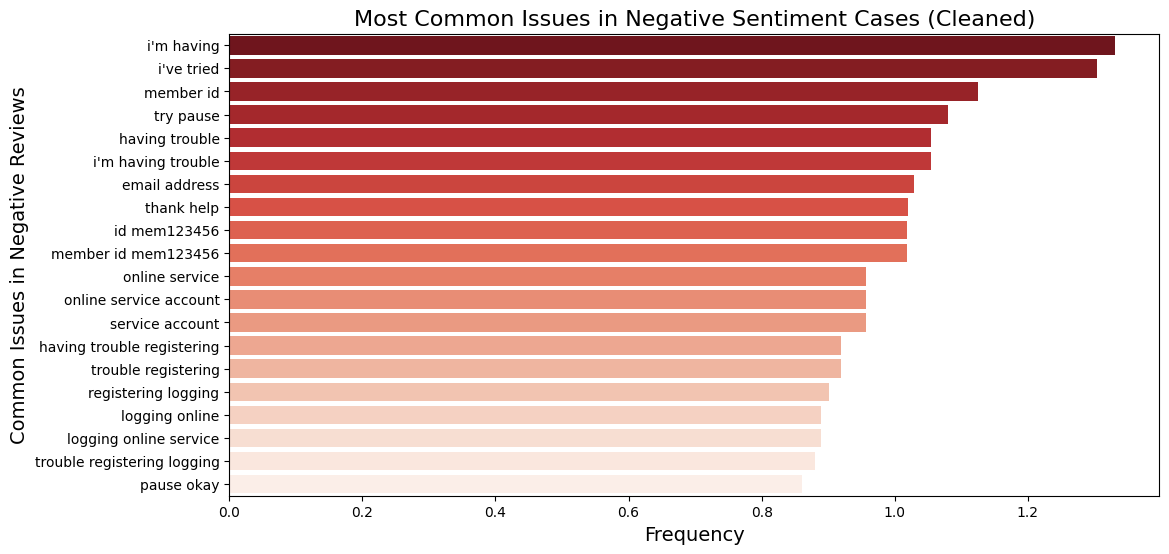 Most Common Issues in Negative Sentiment Cases (Cleaned)
Common Issues in Negative Reviews
i'm having
i've tried
member id
try pause
having trouble
i'm having trouble
email address
thank help
id mem123456
member id mem123456
online service
online service account
service account
having trouble registering
trouble registering
registering logging
logging online
logging online service
trouble registering logging
pause okay
0.0 0.2 0.4 0.6 0.8 1.0 1.2
Frequency